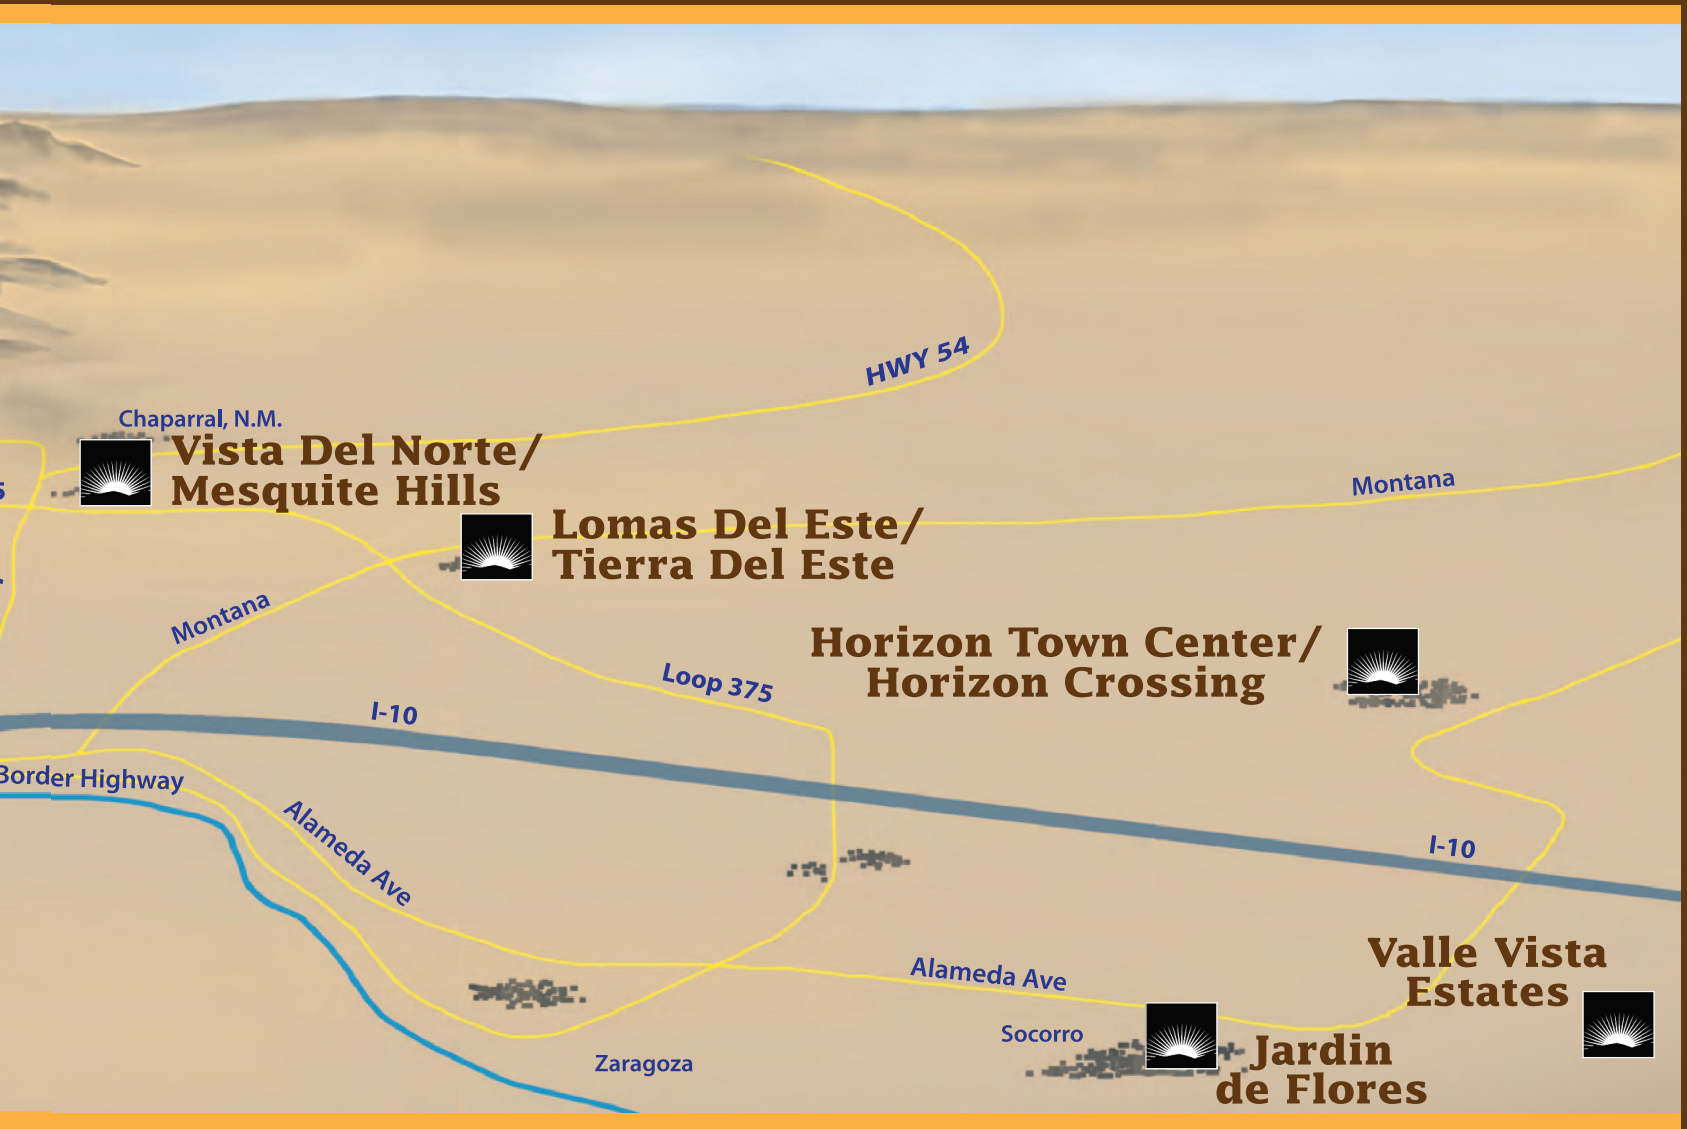 HWY 54
Chaparral, N.M.
Vista Del Norte/
Mesquite Hills
5
Montana
Lomas Del Este/
Tierra Del Este
Montana
Horizon Town Center/
Horizon Crossing
Loop 375
I-10
Border Highway
Alameda Ave
I-10
Valle Vista
Estates
Alameda Ave
Socorro
Jardin
de Flores
Zaragoza